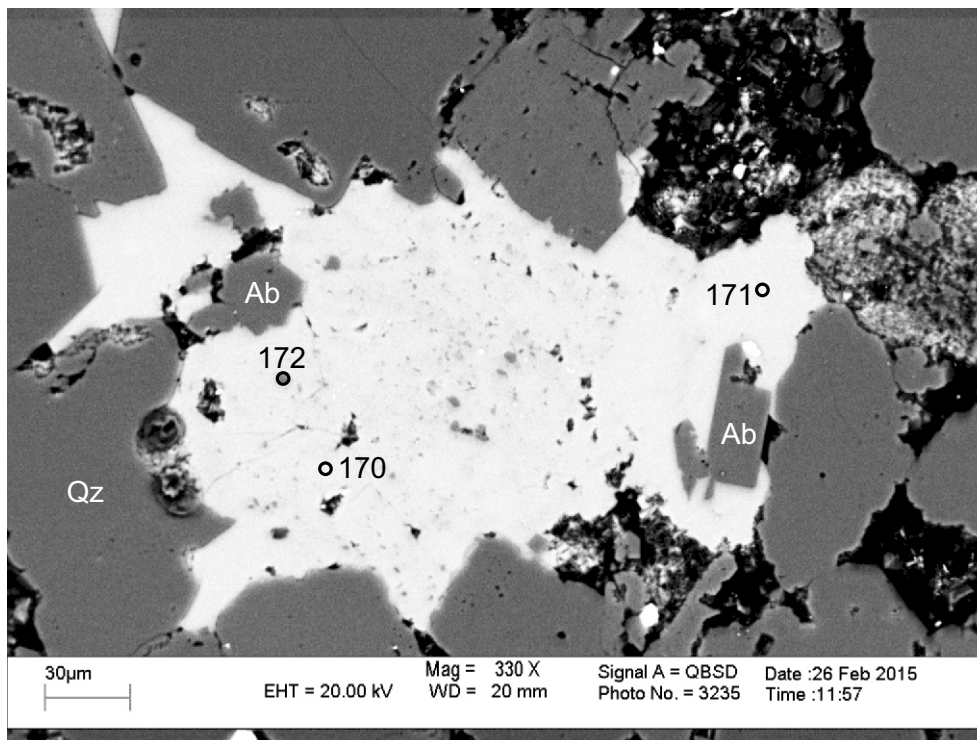 Ab
171
172
Ab
170
Qz
30µm
EHT = 20.00 kV
Mag = 330 X
WD = 20 mm
Signal A = QBSD
Photo No. = 3235
Date :26 Feb 2015
Time :11:57